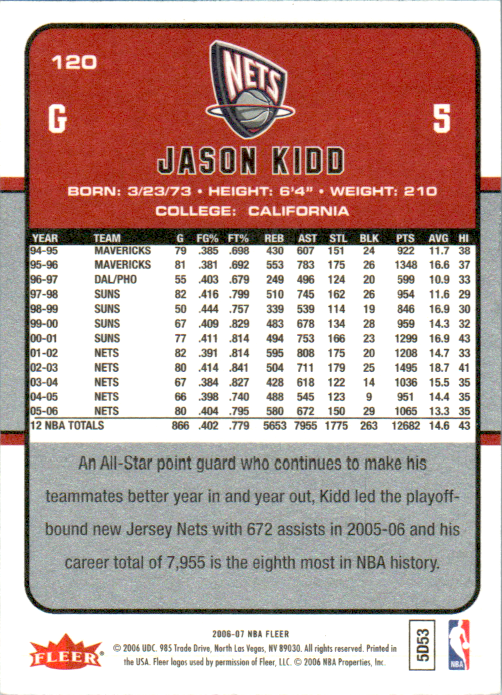 120
NETS
G
5
JASON KIDD
BORN: 3/23/73 • HEIGHT: 6'4" • WEIGHT: 210
COLLEGE: CALIFORNIA
YEAR TEAM G FG% FT% REB AST STL BLK PTS AVG HI
94-95 MAVERICKS 79 .385 .698 430 607 151 24 922 11.7 38
95-96 MAVERICKS 81 .381 .692 553 783 175 26 1348 16.6 37
96-97 DAL/PHO 55 .403 .679 249 496 124 20 599 10.9 33
97-98 SUNS 82 .416 .799 510 745 162 26 954 11.6 29
98-99 SUNS 50 .444 .757 339 539 114 19 846 16.9 30
99-00 SUNS 67 .409 .829 483 678 134 28 959 14.3 32
00-01 SUNS 77 .411 .814 494 753 166 23 1299 16.9 43
01-02 NETS 82 .391 .814 595 808 175 20 1208 14.7 33
02-03 NETS 80 .414 .841 504 711 179 25 1495 18.7 41
03-04 NETS 67 .384 .827 428 618 122 14 1036 15.5 35
04-05 NETS 66 .398 .740 488 545 123 9 951 14.4 35
05-06 NETS 80 .404 .795 580 672 150 29 1065 13.3 35
12 NBA TOTALS 866 .402 .779 5653 7955 1775 263 12682 14.6 43
An All-Star point guard who continues to make his
teammates better year in and year out, Kidd led the playoff-
bound new Jersey Nets with 672 assists in 2005-06 and his
career total of 7,955 is the eighth most in NBA history.
2006-07 NBA FLEER
© 2006 UDC. 985 Trade Drive, North Las Vegas, NV 89030. All rights reserved. Printed in
the USA. Fleer logos used by permission of Fleer, LLC. © 2006 NBA Properties, Inc.
FLEER
5D53
NBA